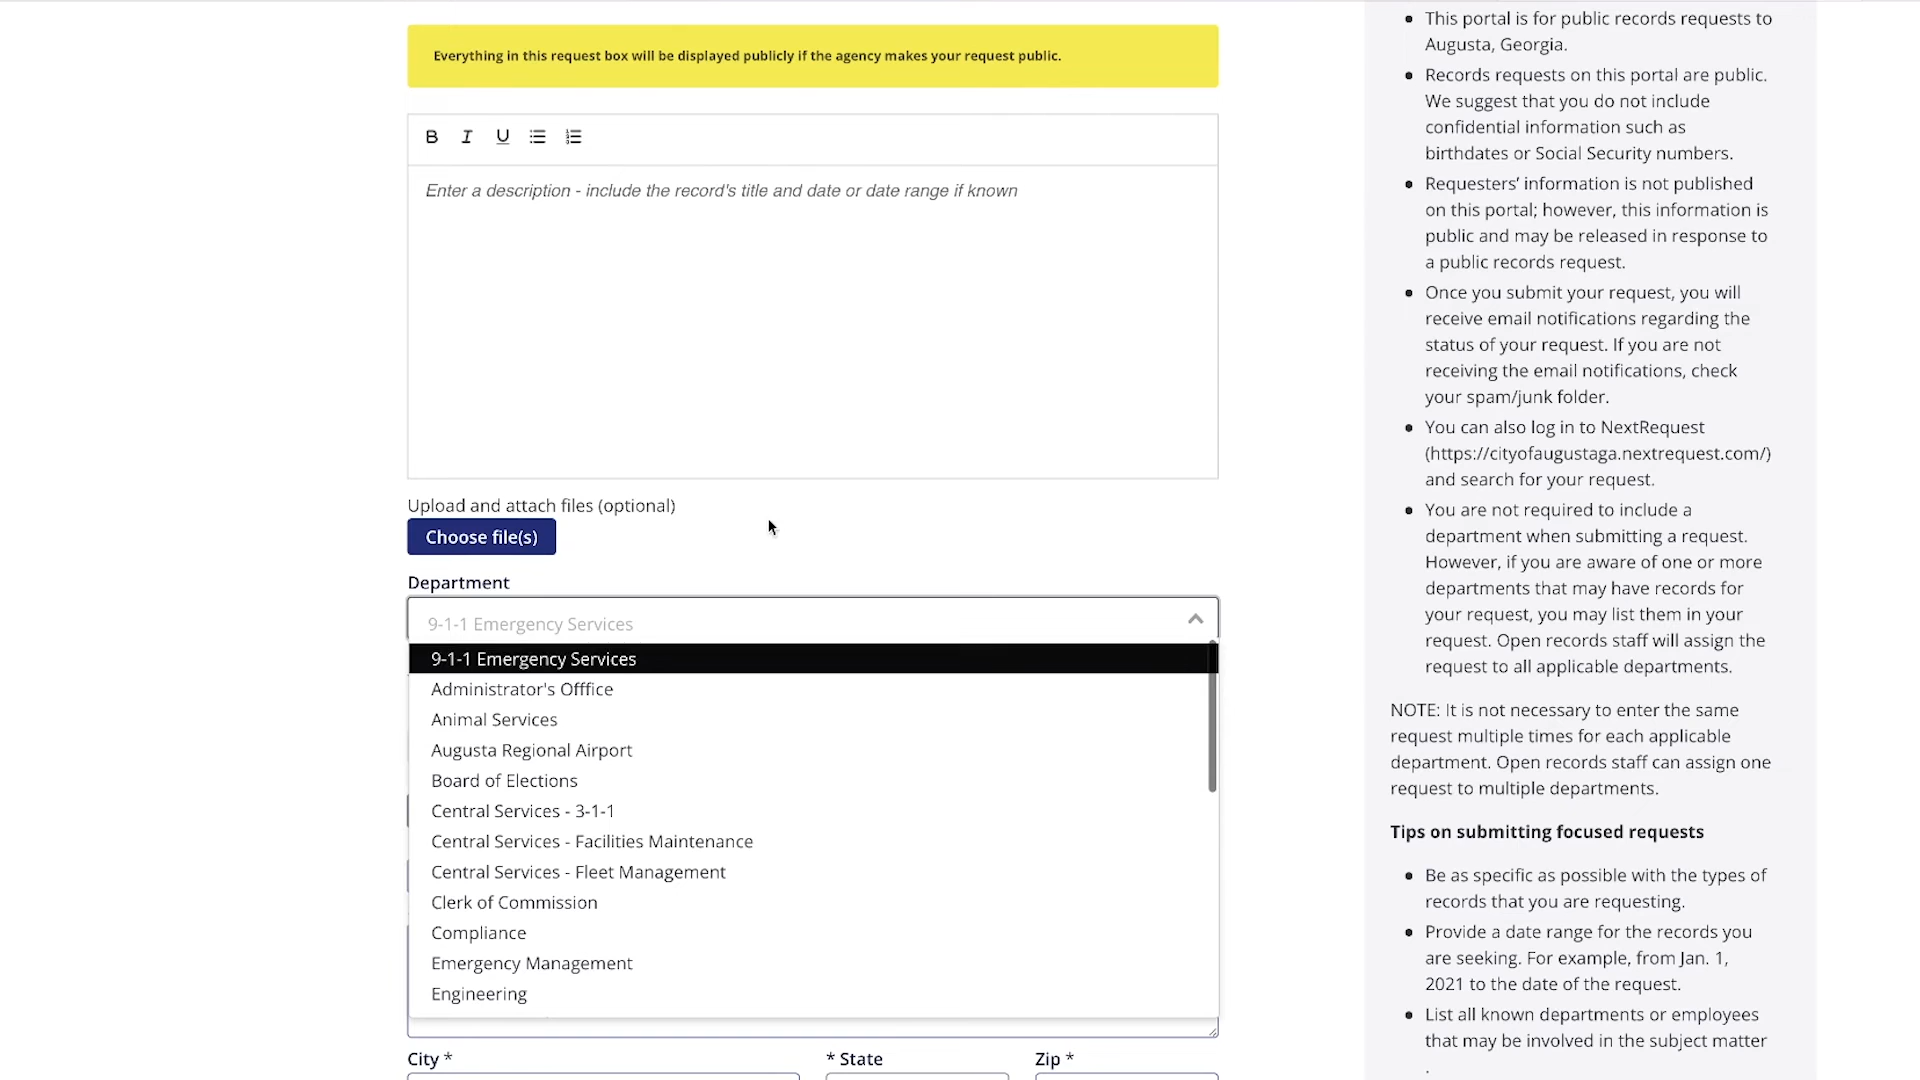 Everything in this request box will be displayed publicly if the agency makes your request public.
B I U
Enter a description - include the record's title and date or date range if known
Upload and attach files (optional)
Choose file(s)
Department
9-1-1 Emergency Services
9-1-1 Emergency Services
Administrator's Offfice
Animal Services
Augusta Regional Airport
Board of Elections
Central Services - 3-1-1
Central Services - Facilities Maintenance
Central Services - Fleet Management
Clerk of Commission
Compliance
Emergency Management
Engineering
City *
* State
Zip *
This portal is for public records requests to
Augusta, Georgia.
Records requests on this portal are public.
We suggest that you do not include
confidential information such as
birthdates or Social Security numbers.
Requesters’ information is not published
on this portal; however, this information is
public and may be released in response to
a public records request.
Once you submit your request, you will
receive email notifications regarding the
status of your request. If you are not
receiving the email notifications, check
your spam/junk folder.
You can also log in to NextRequest
(https://cityofaugustaga.nextrequest.com/)
and search for your request.
You are not required to include a
department when submitting a request.
However, if you are aware of one or more
departments that may have records for
your request, you may list them in your
request. Open records staff will assign the
request to all applicable departments.
NOTE: It is not necessary to enter the same
request multiple times for each applicable
department. Open records staff can assign one
request to multiple departments.
Tips on submitting focused requests
Be as specific as possible with the types of
records that you are requesting.
Provide a date range for the records you
are seeking. For example, from Jan. 1,
2021 to the date of the request.
List all known departments or employees
that may be involved in the subject matter
.